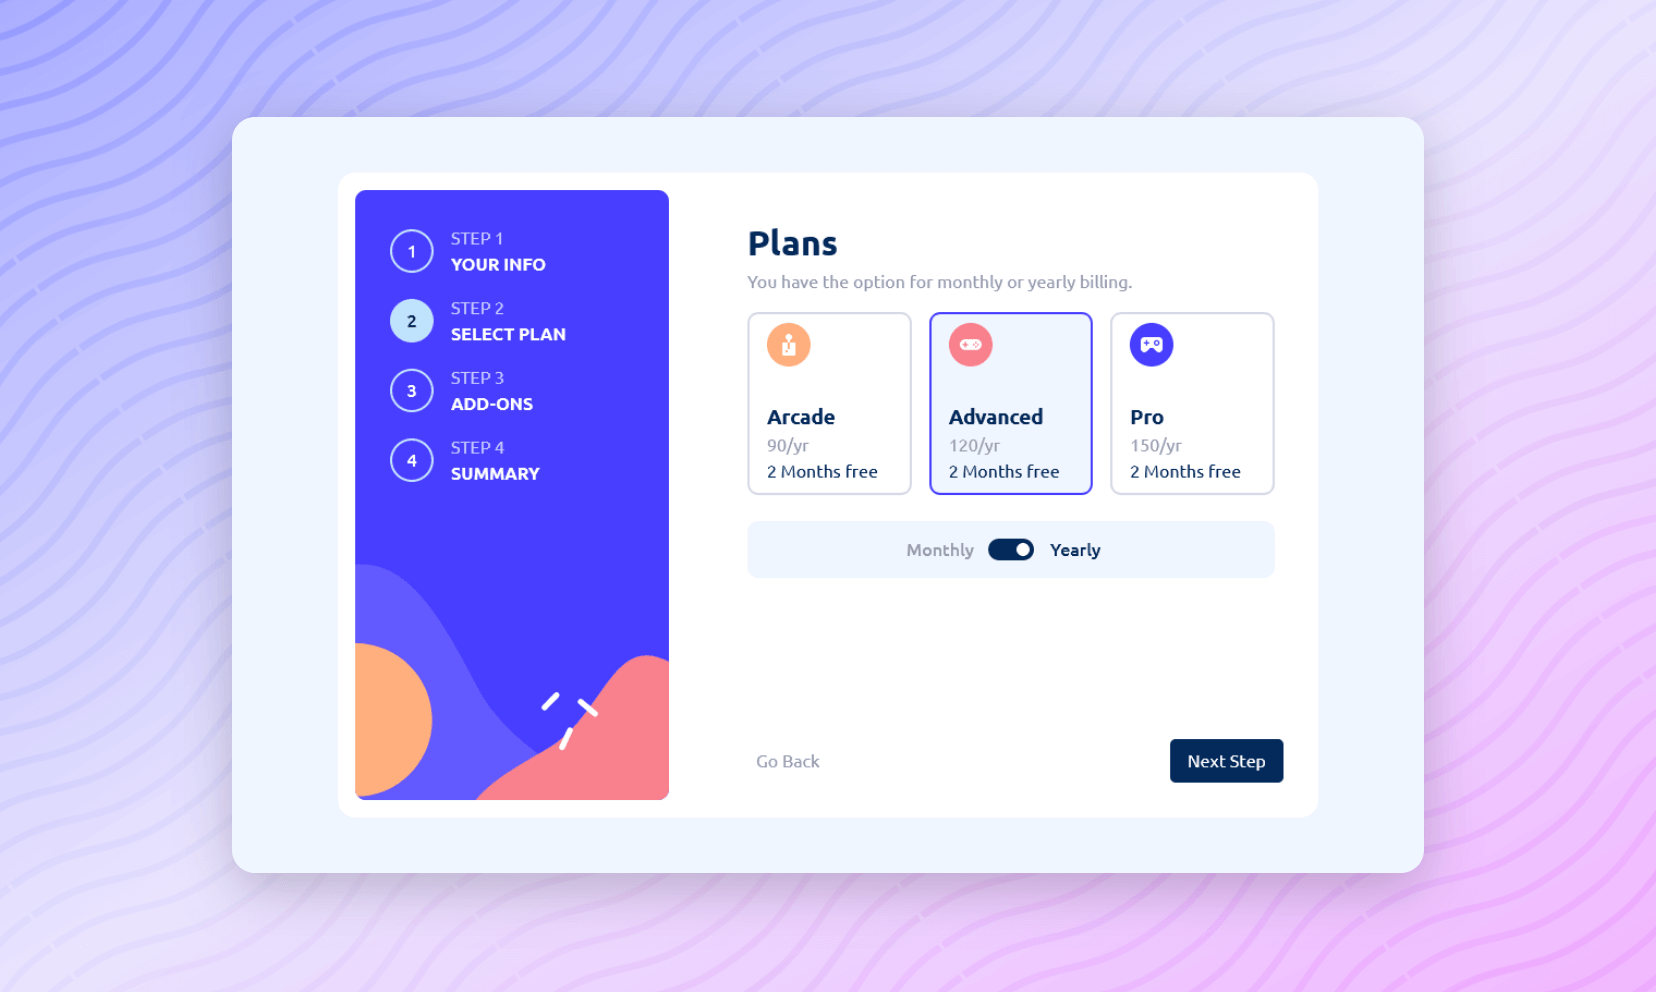 1
STEP 1
YOUR INFO
2
STEP 2
SELECT PLAN
3
STEP 3
ADD-ONS
4
STEP 4
SUMMARY
Plans
You have the option for monthly or yearly billing.
Arcade
90/yr
2 Months free
Advanced
120/yr
2 Months free
Pro
150/yr
2 Months free
Monthly
Yearly
Go Back
Next Step